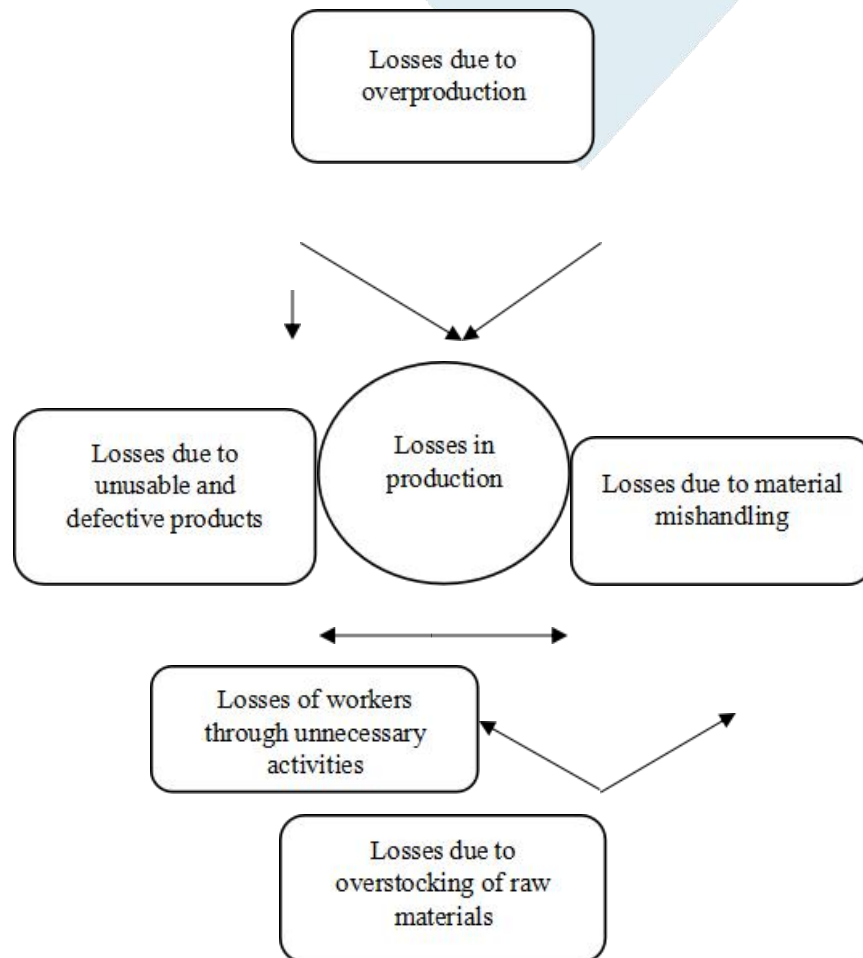 Losses due to
overproduction
Losses due to
unusable and
defective products
Losses in
production
Losses due to material
mishandling
Losses of workers
through unnecessary
activities
Losses due to
overstocking of raw
materials